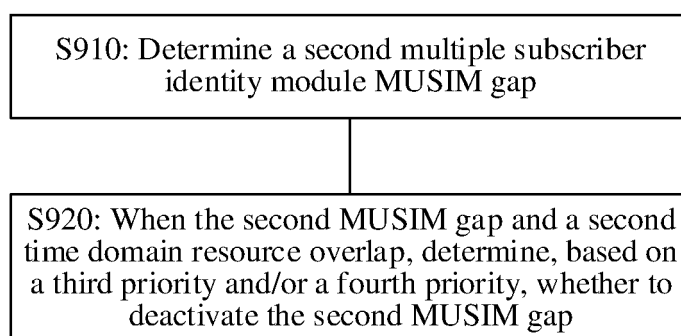 S910: Determine a second multiple subscriber
identity module MUSIM gap
S920: When the second MUSIM gap and a second
time domain resource overlap, determine, based on
a third priority and/or a fourth priority, whether to
deactivate the second MUSIM gap